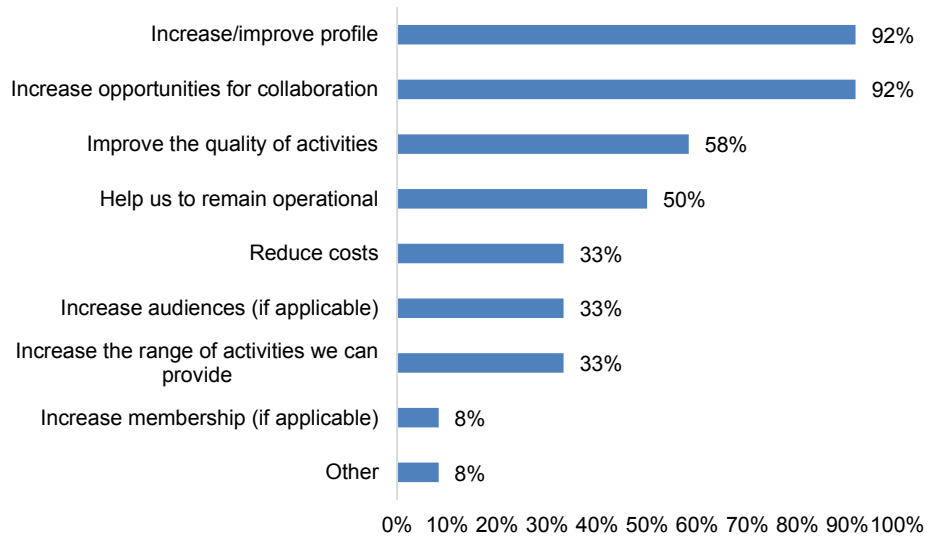 Increase/improve profile 92%
Increase opportunities for collaboration 92%
Improve the quality of activities 58%
Help us to remain operational 50%
Reduce costs 33%
Increase audiences (if applicable) 33%
Increase the range of activities we can
provide 33%
Increase membership (if applicable) 8%
Other 8%
0% 10% 20% 30% 40% 50% 60% 70% 80% 90% 100%